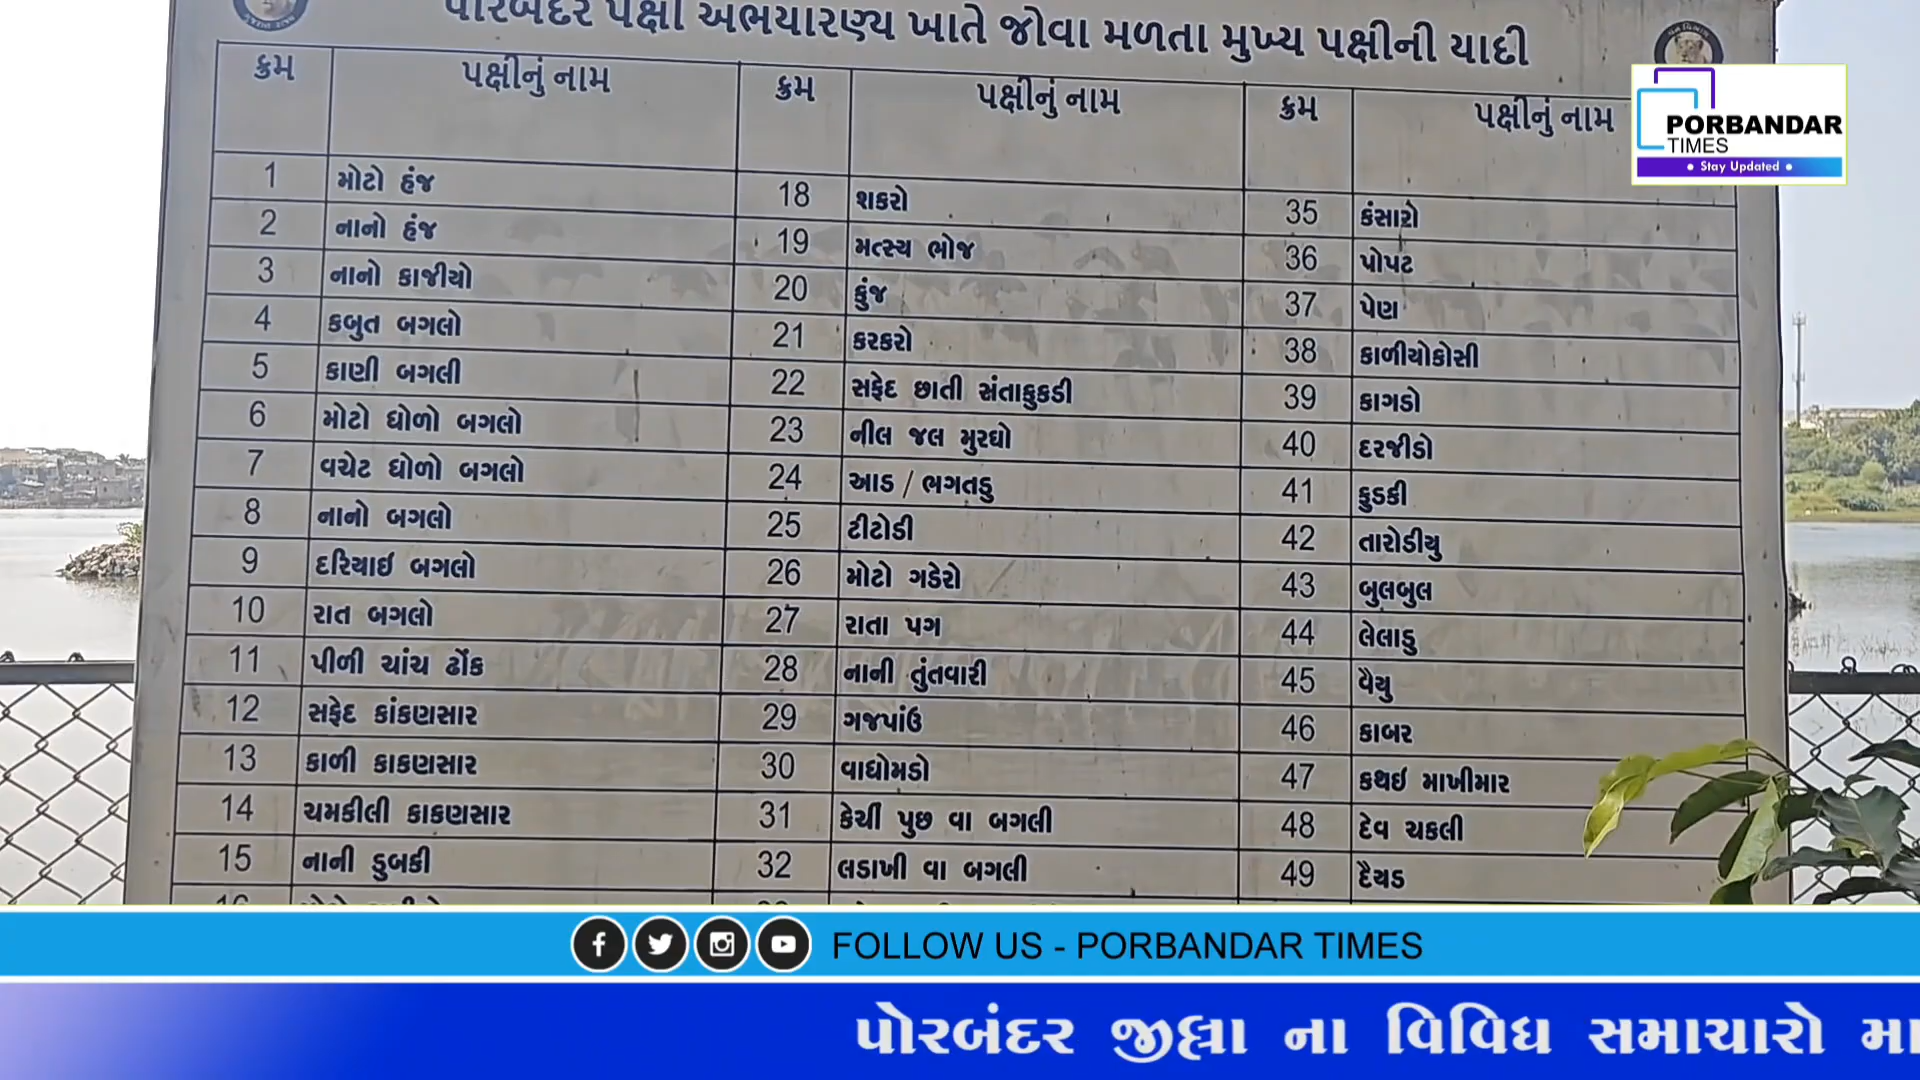 પોરબંદર પક્ષી અભયારણ્ય ખાતે જોવા મળતા મુખ્ય પક્ષીની યાદી
ક્રમ પક્ષીનું નામ ક્રમ પક્ષીનું નામ ક્રમ પક્ષીનું નામ
1 મોટો હંજ 18 શકરો 35 કંસારો
2 નાનો હંજ 19 મત્સ્ય ભોજ 36 પોપટ
3 નાનો કાજીયો 20 કુંજ 37 પેણ
4 કબુત બગલો 21 કરકરો 38 કાળીયોકોસી
5 કાણી બગલી 22 સફેદ છાતી સંતાકુકડી 39 કાગડો
6 મોટો ધોળો બગલો 23 નીલ જલ મુરઘો 40 દરજીડો
7 વચેટ ધોળો બગલો 24 આડ / ભગતડુ 41 ફુડકી
8 નાનો બગલો 25 ટીટોડી 42 તારોડીયુ
9 દરિયાઇ બગલો 26 મોટો ગડેરો 43 બુલબુલ
10 રાત બગલો 27 રાતા પગ 44 લેલાડુ
11 પીળી ચાંચ ઢોંક 28 નાની તુંતવારી 45 વૈયુ
12 સફેદ કાંકણસાર 29 ગજપાંઉ 46 કાબર
13 કાળી કાકણસાર 30 વાઘોમડો 47 કથઇ માખીમાર
14 ચમકીલી કાકણસાર 31 કેંચી પુછ વા બગલી 48 દેવ ચકલી
15 નાની ડુબકી 32 લડાખી વા બગલી 49 દૈયડ
PORBANDAR
TIMES
• Stay Updated •
FOLLOW US - PORBANDAR TIMES
પોરબંદર જીલ્લા ના વિવિધ સમાચારો મા